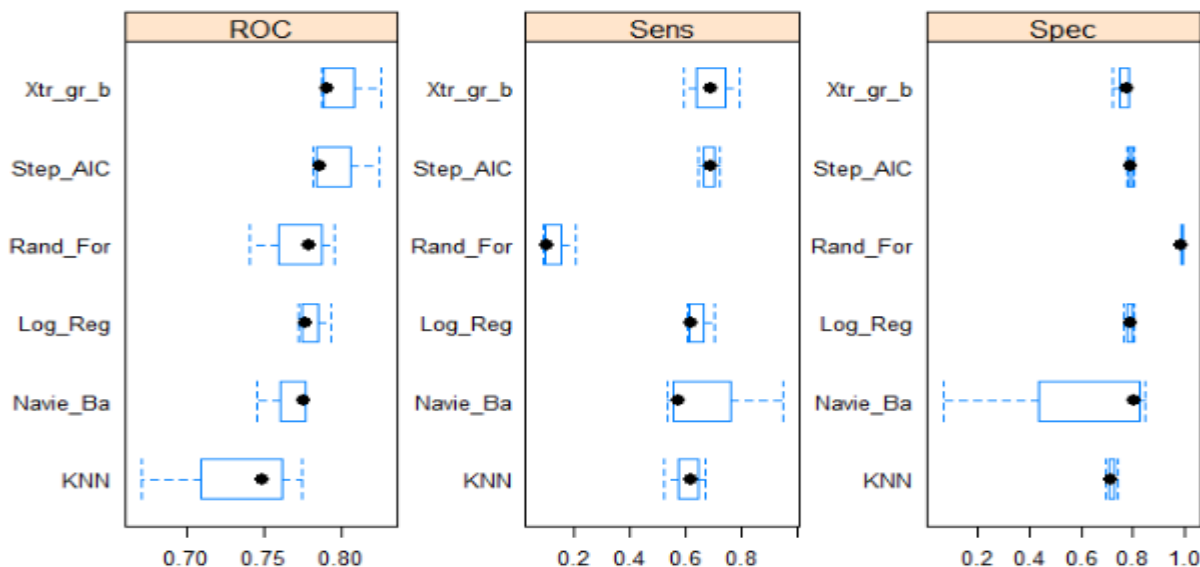 ROC
Sens
Spec
Xtr_gr_b
Xtr_gr_b
Xtr_gr_b
Step_AIC
Step_AIC
Step_AIC
Rand_For
Rand_For
Rand_For
Log_Reg
Log_Reg
Log_Reg
Navie_Ba
Navie_Ba
Navie_Ba
KNN
KNN
KNN
0.70 0.75 0.80
0.2 0.4 0.6 0.8
0.2 0.4 0.6 0.8 1.0